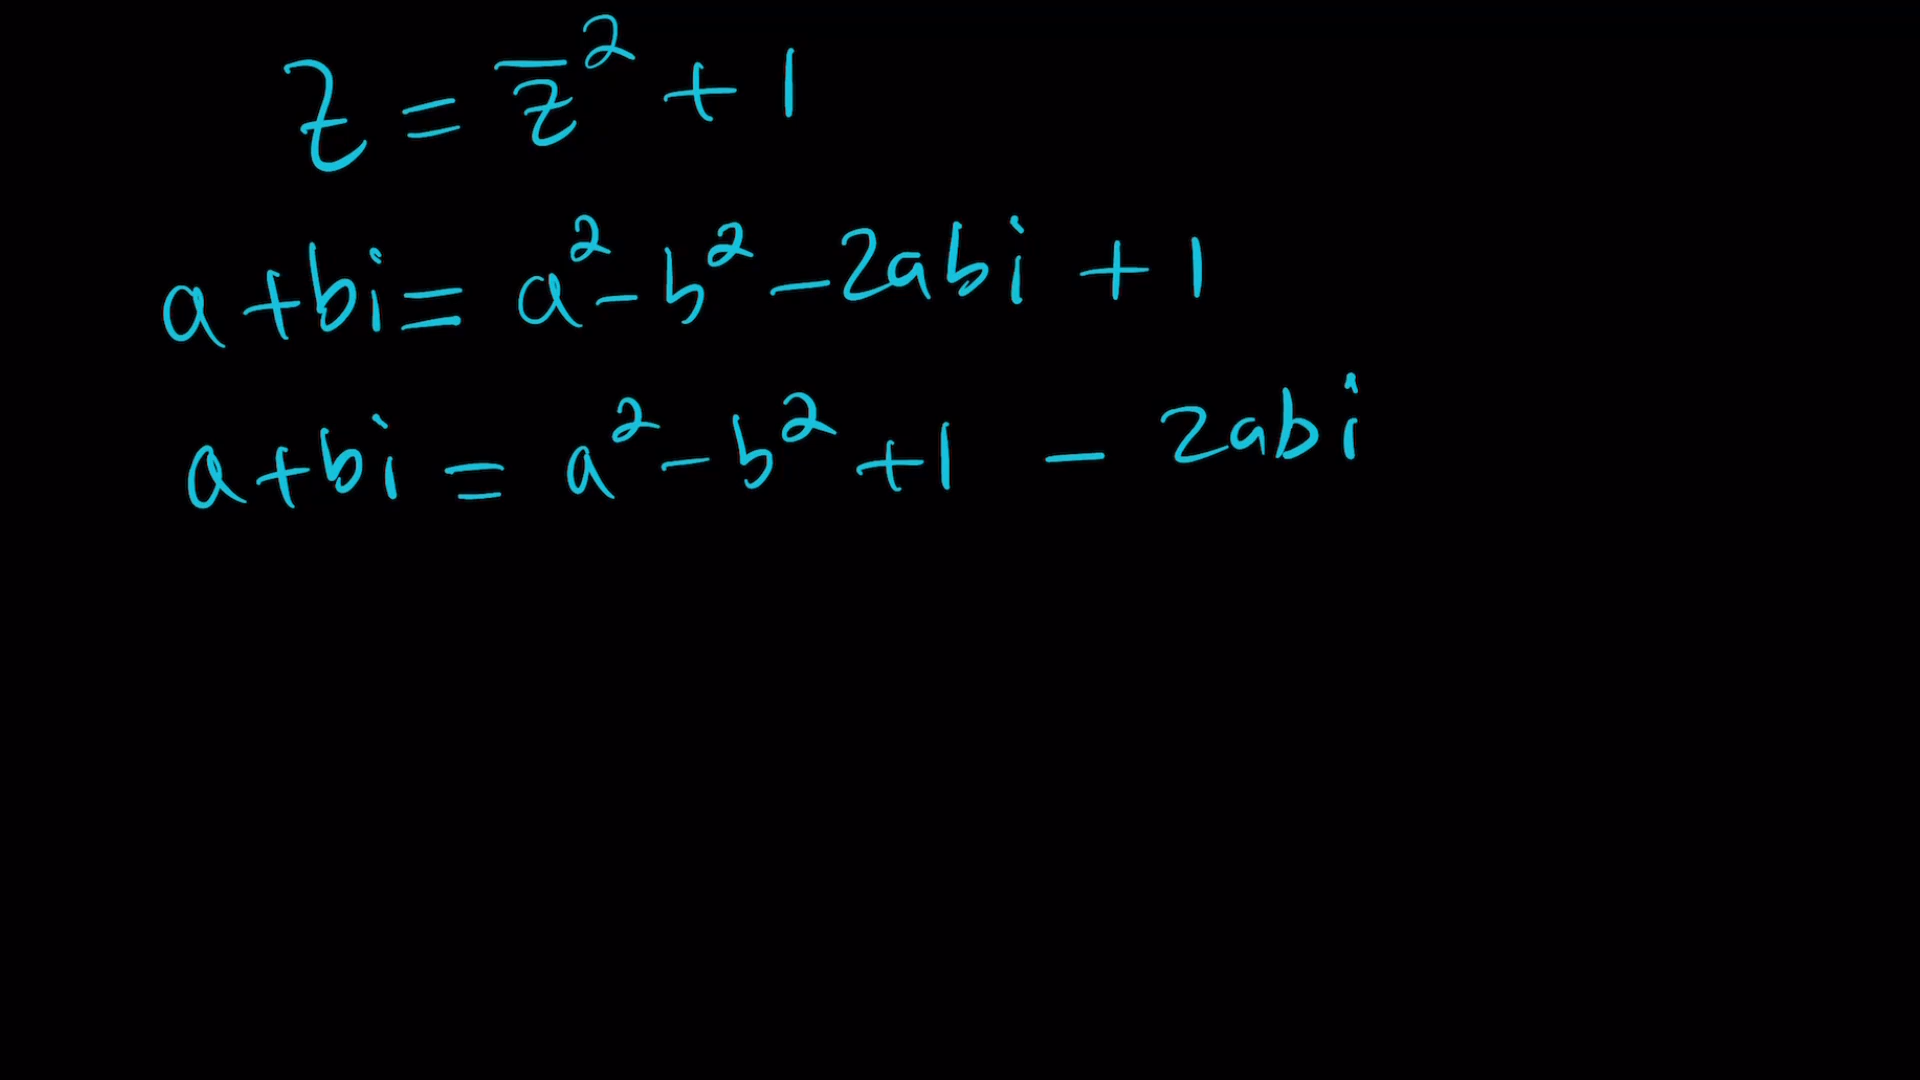 z = z̅² + 1
a + bi = a² - b² - 2abi + 1
a + bi = a² - b² + 1 - 2abi